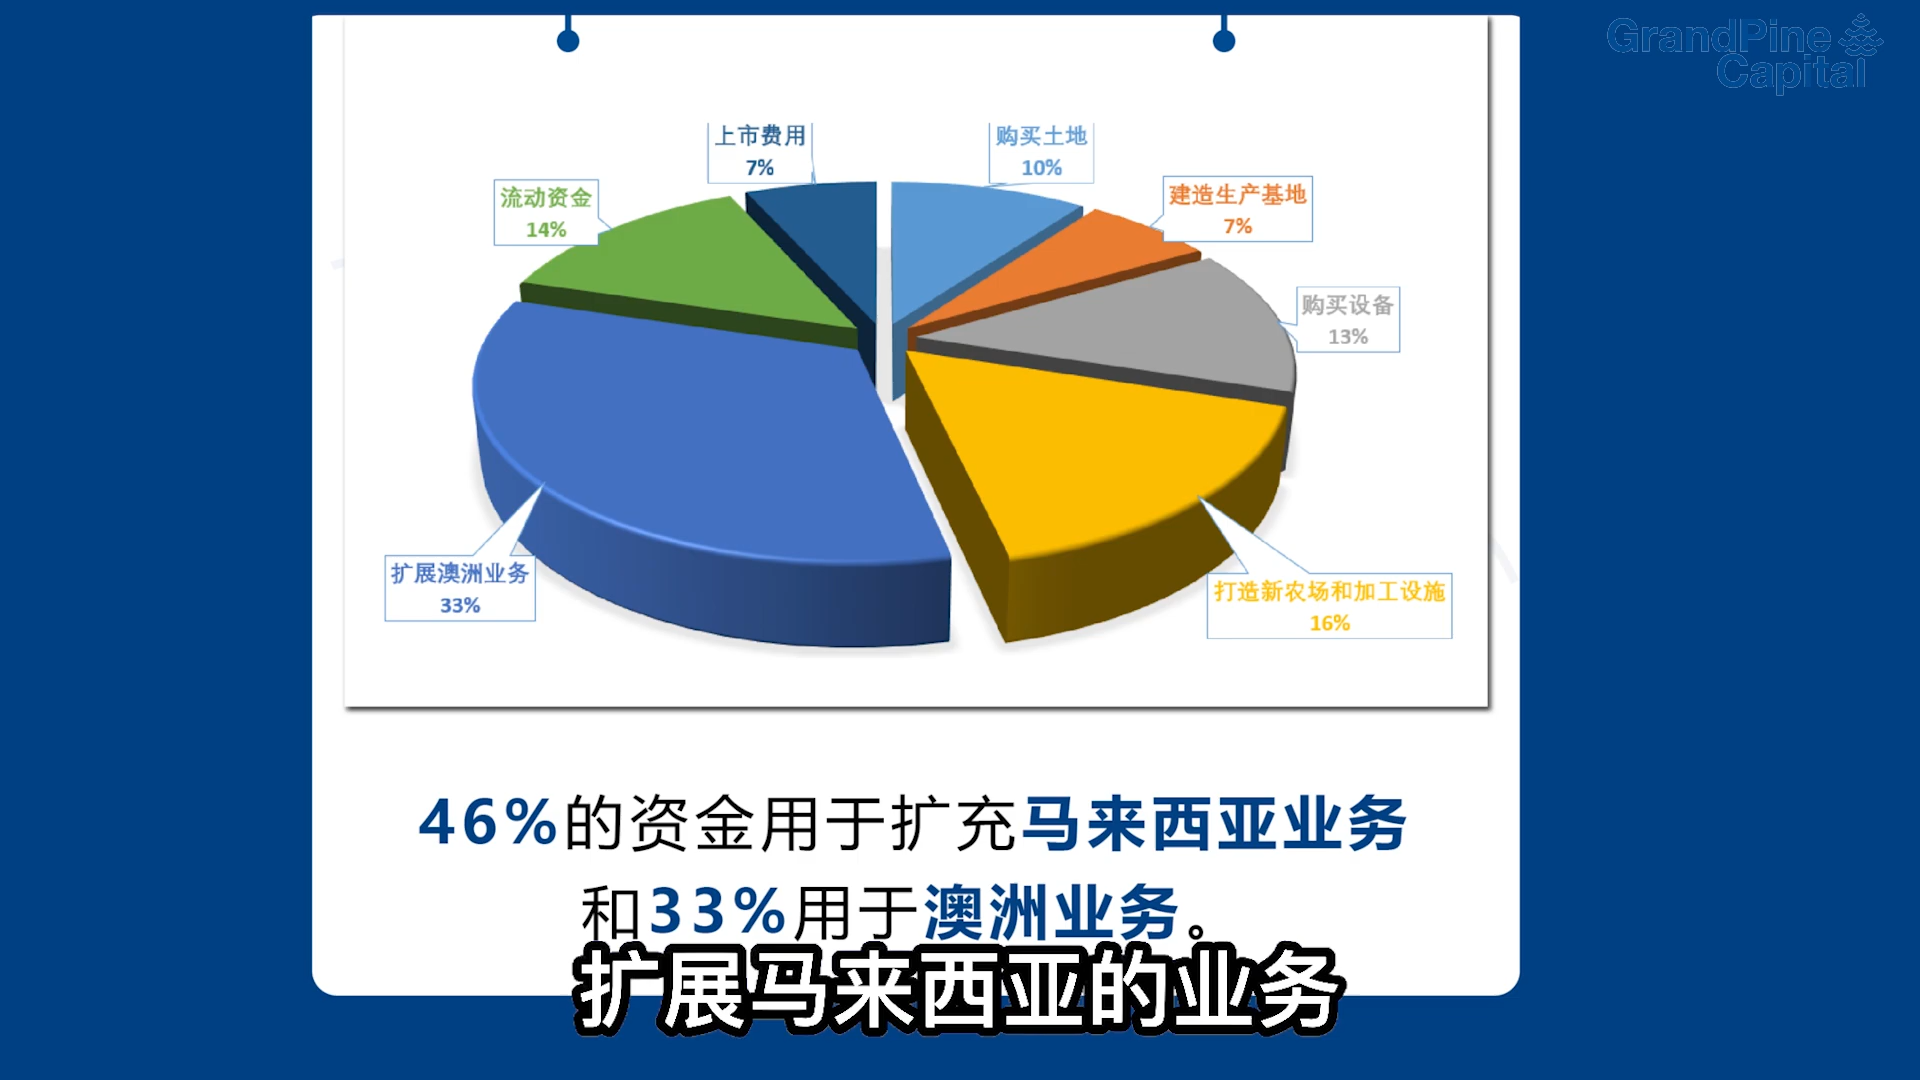 GrandPine
Capital
上市费用
7%
购买土地
10%
流动资金
14%
建造生产基地
7%
购买设备
13%
扩展澳洲业务
33%
打造新农场和加工设施
16%
46%的资金用于扩充马来西亚业务
和33%用于澳洲业务。
扩展马来西亚的业务